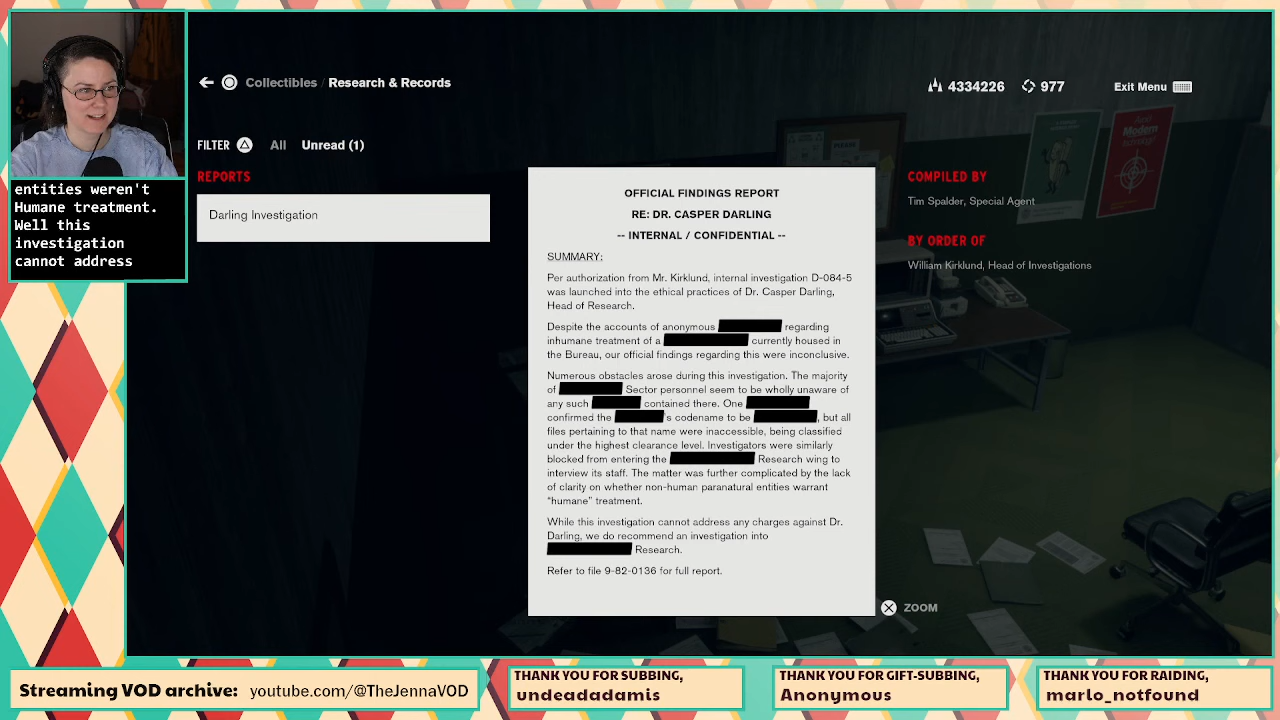 entities weren't
Humane treatment.
Well this
investigation
cannot address
Collectibles / Research & Records
4334226
977
Exit Menu
FILTER
All
Unread (1)
REPORTS
Darling Investigation
OFFICIAL FINDINGS REPORT
RE: DR. CASPER DARLING
-- INTERNAL / CONFIDENTIAL --
SUMMARY:
Per authorization from Mr. Kirklund, internal investigation D-084-5
was launched into the ethical practices of Dr. Casper Darling,
Head of Research.
Despite the accounts of anonymous regarding
inhumane treatment of a currently housed in
the Bureau, our official findings regarding this were inconclusive.
Numerous obstacles arose during this investigation. The majority
of Sector personnel seem to be wholly unaware of
any such contained there. One
confirmed the 's codename to be , but all
files pertaining to that name were inaccessible, being classified
under the highest clearance level. Investigators were similarly
blocked from entering the Research wing to
interview its staff. The matter was further complicated by the lack
of clarity on whether non-human paranatural entities warrant
"humane" treatment.
While this investigation cannot address any charges against Dr.
Darling, we do recommend an investigation into
Research.
Refer to file 9-82-0136 for full report.
COMPILED BY
Tim Spalder, Special Agent
BY ORDER OF
William Kirklund, Head of Investigations
ZOOM
Modern
Streaming VOD archive: youtube.com/@TheJennaVOD
THANK YOU FOR SUBBING,
undeadadamis
THANK YOU FOR GIFT-SUBBING,
Anonymous
THANK YOU FOR RAIDING,
marlo_notfound